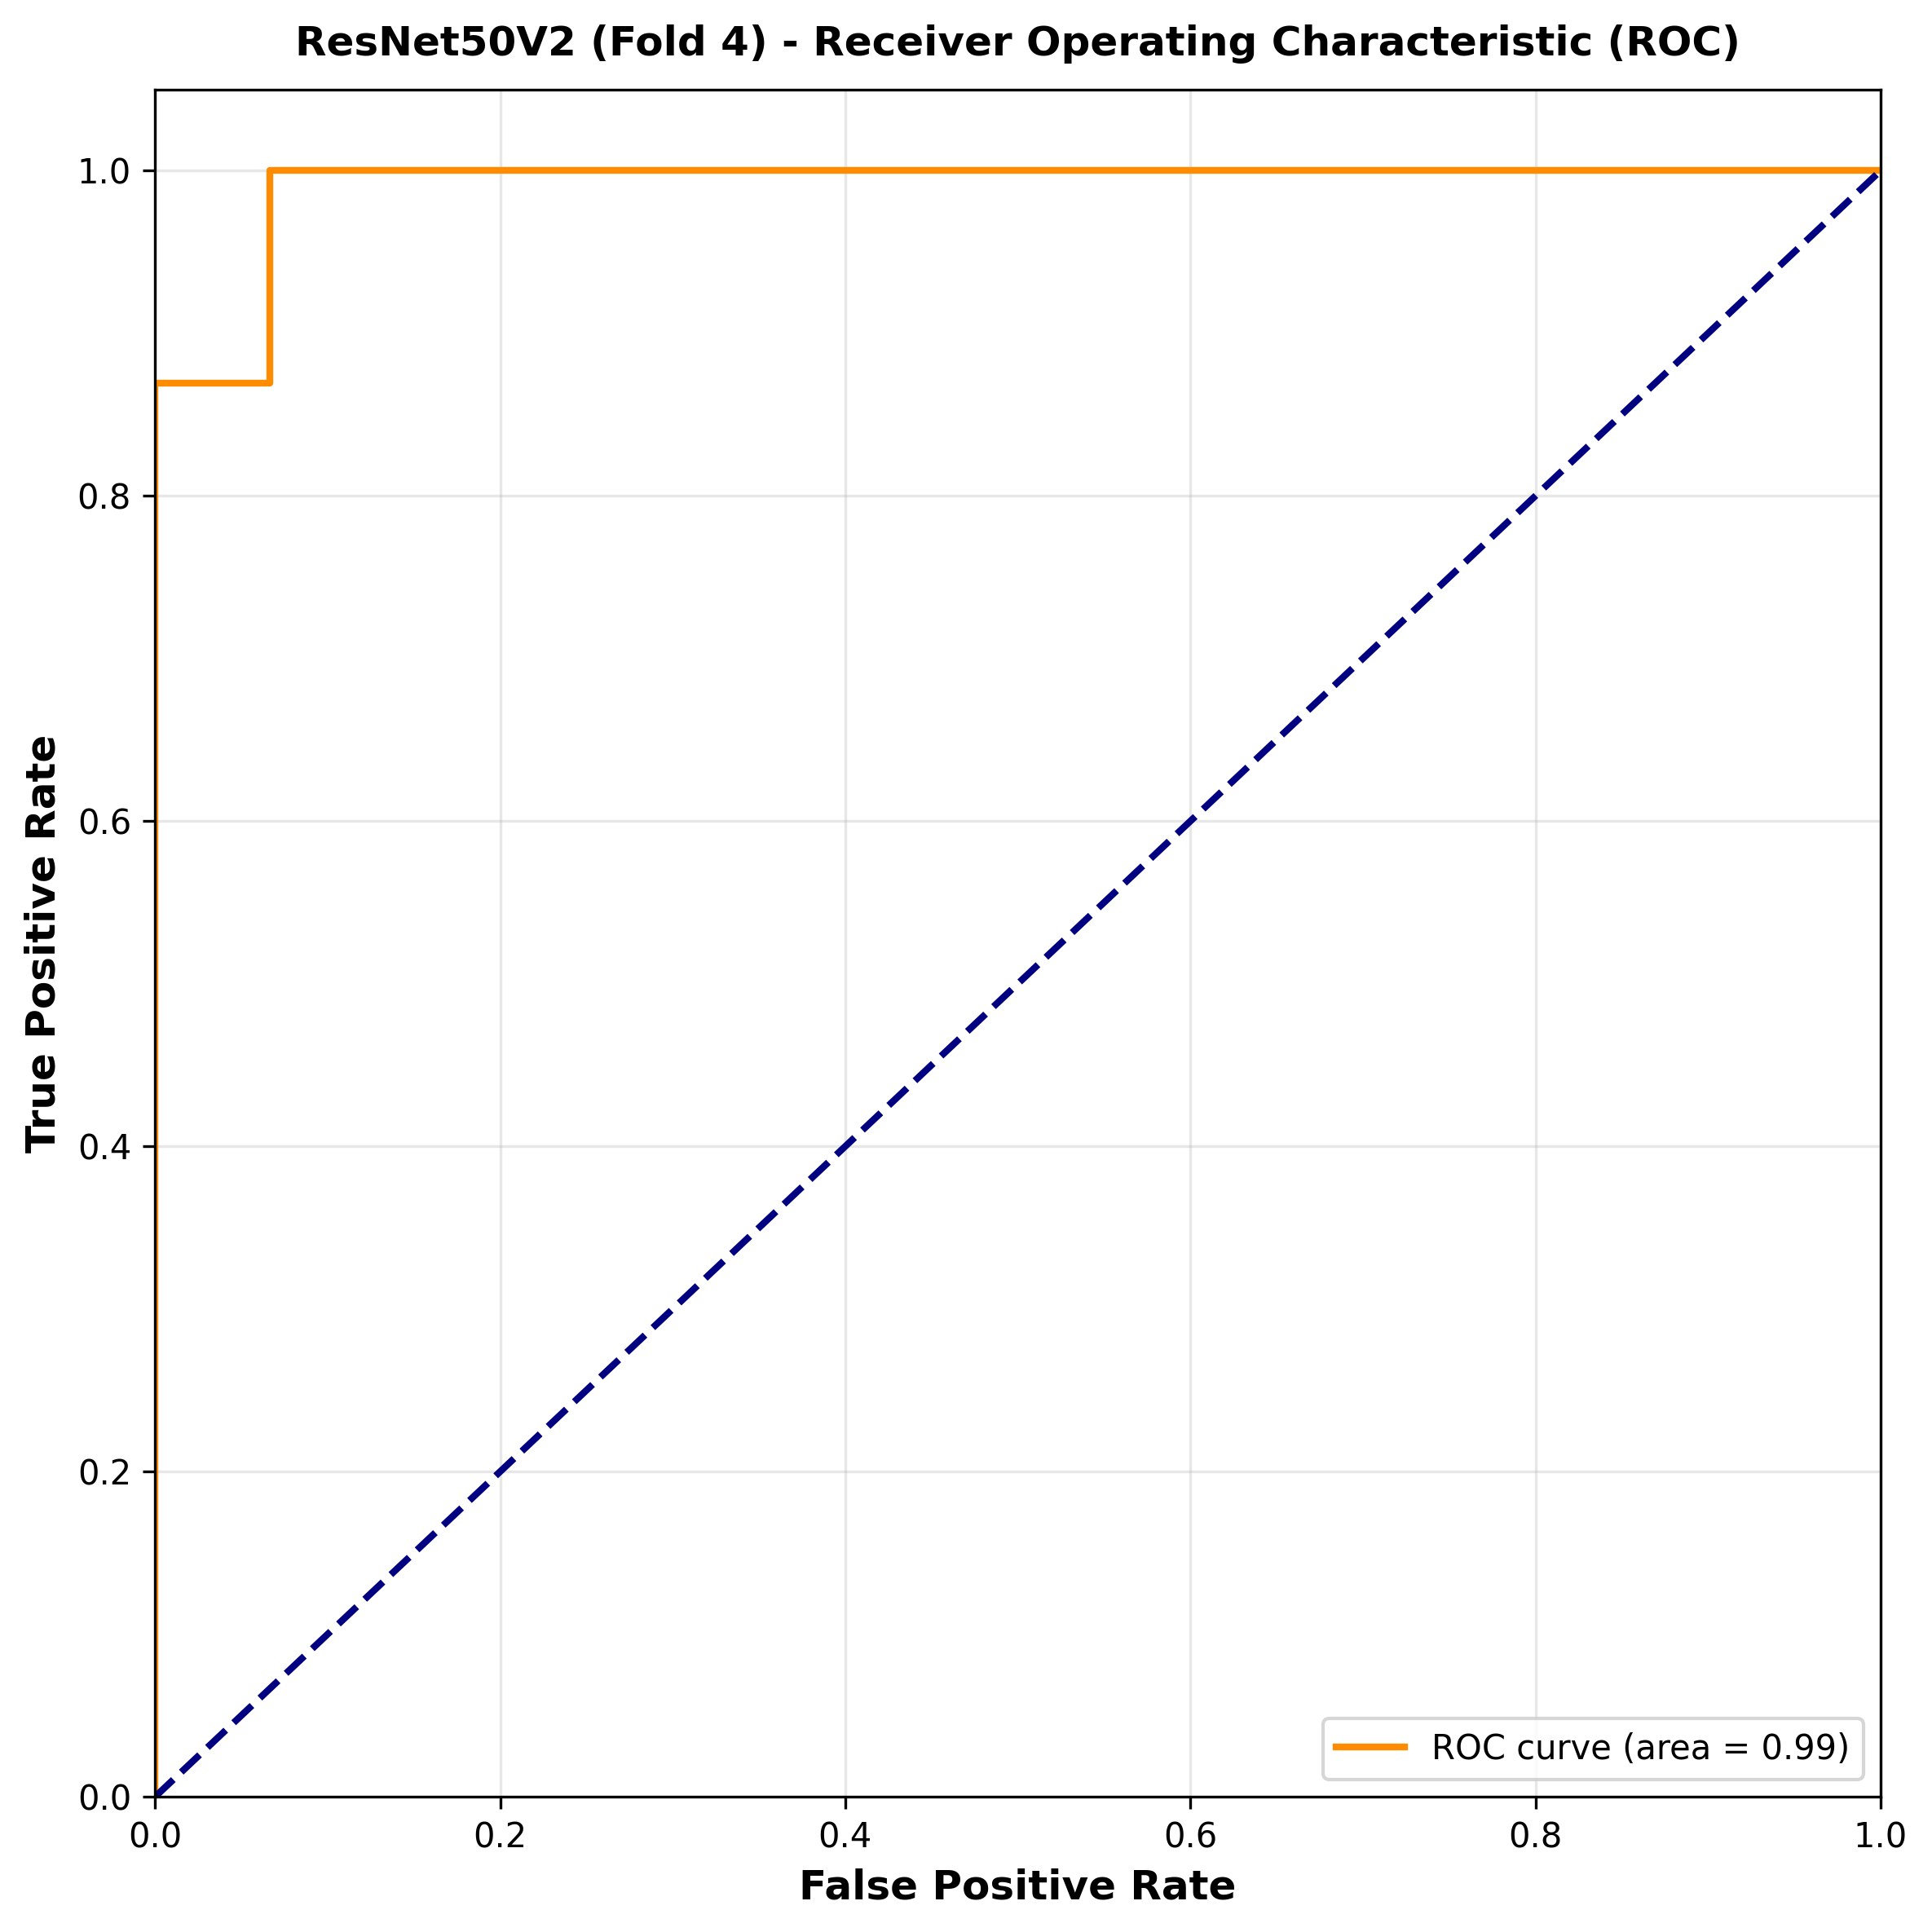 ResNet50V2 (Fold 4) - Receiver Operating Characteristic (ROC)
True Positive Rate
1.0
0.8
0.6
0.4
0.2
0.0
ROC curve (area = 0.99)
0.0 0.2 0.4 0.6 0.8 1.0
False Positive Rate